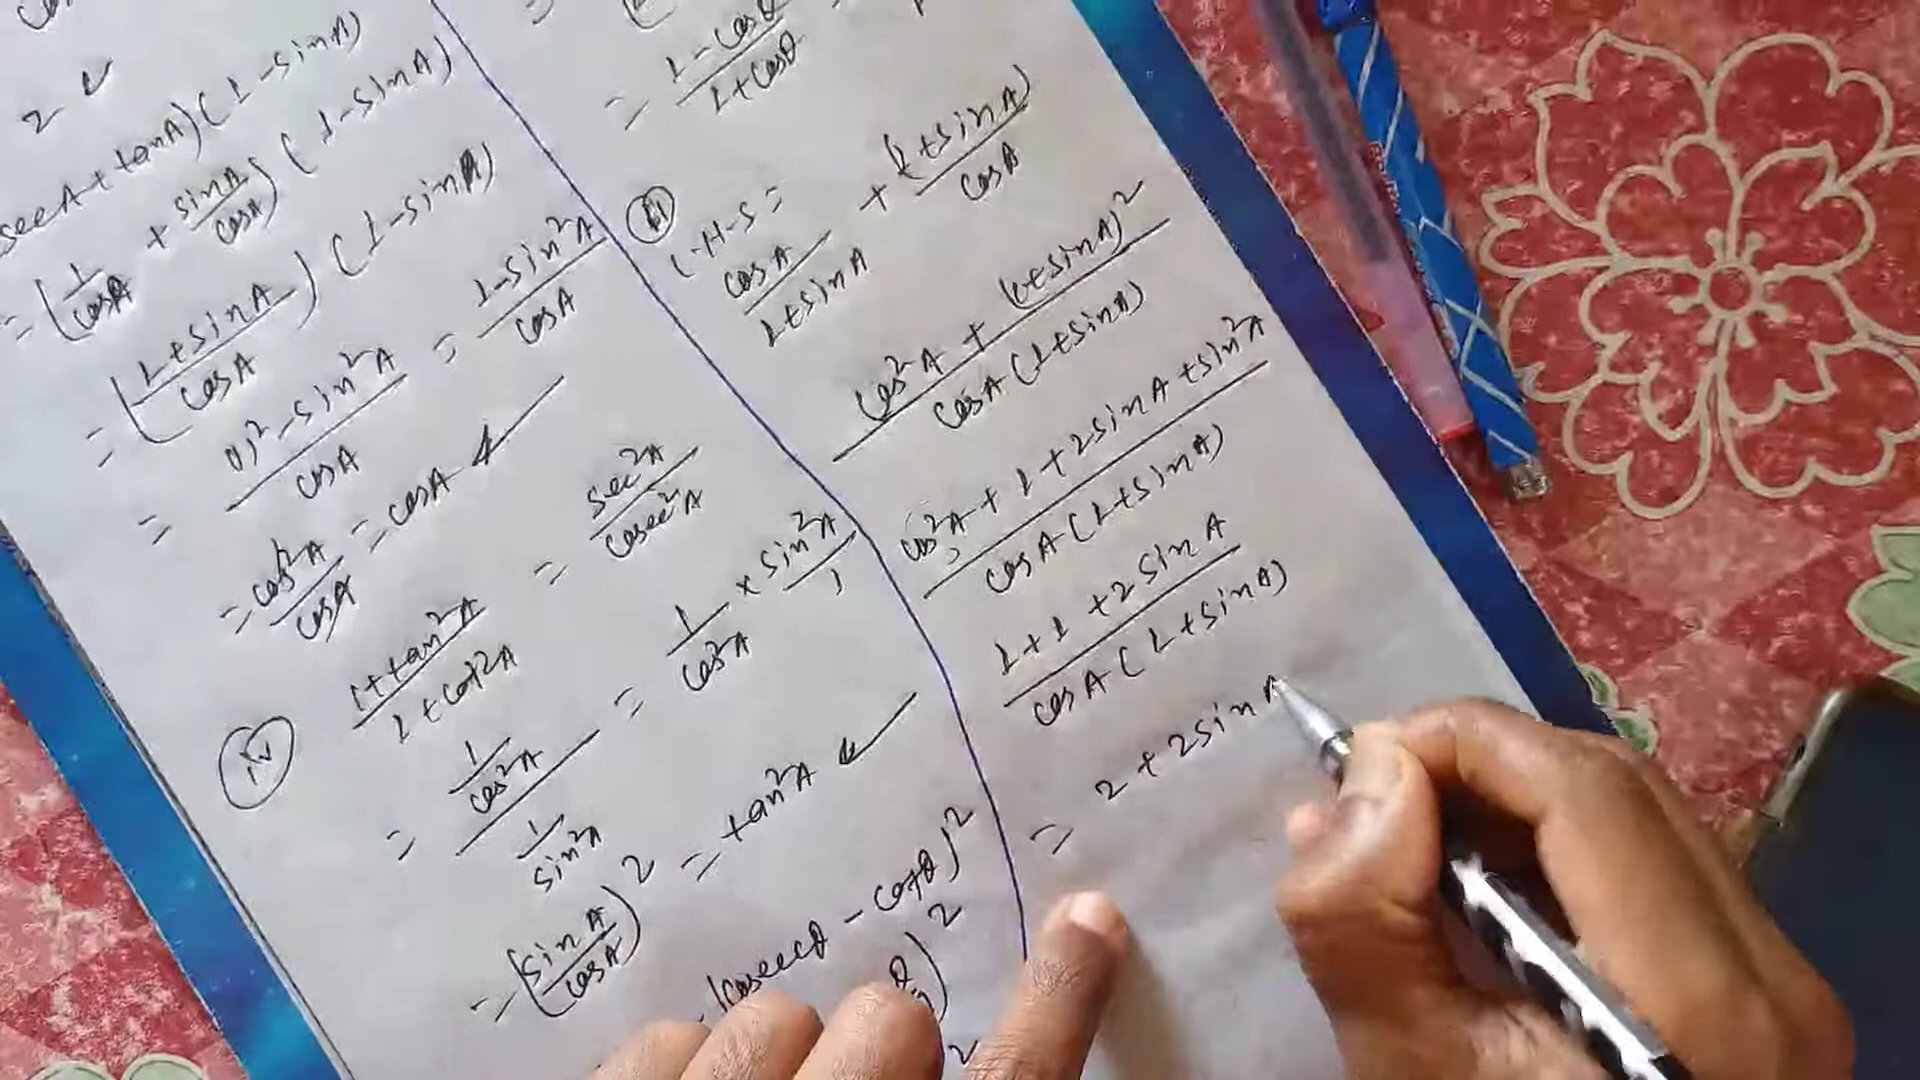 2
secA + tanA) (1 - sinA)
= (1/cosA + sinA/cosA) (1 - sinA)
= (1 + sinA/cosA) (1 - sinA)
= (1)² - sin²A/cosA = 1 - sin²A/cosA
= cos²A/cosA = cosA
(iv) 1 + tan²A/1 + cot²A = sec²A/cosec²A
= 1/cos²A/1/sin²A = 1/cos²A × sin²A/1
= (sinA/cosA)² = tan²A
(cosecθ - cotθ)²
)²
2
= 1 - cosθ/1 + cosθ
L·H·S =
cosA/1 + sinA + (1 + sinA)/cosA
cos²A + (1 + sinA)²/cosA (1 + sinA)
cos²A + 1 + 2sinA + sin²A/cosA (1 + sinA)
1 + 1 + 2sinA/cosA (1 + sinA)
= 2 + 2sinA